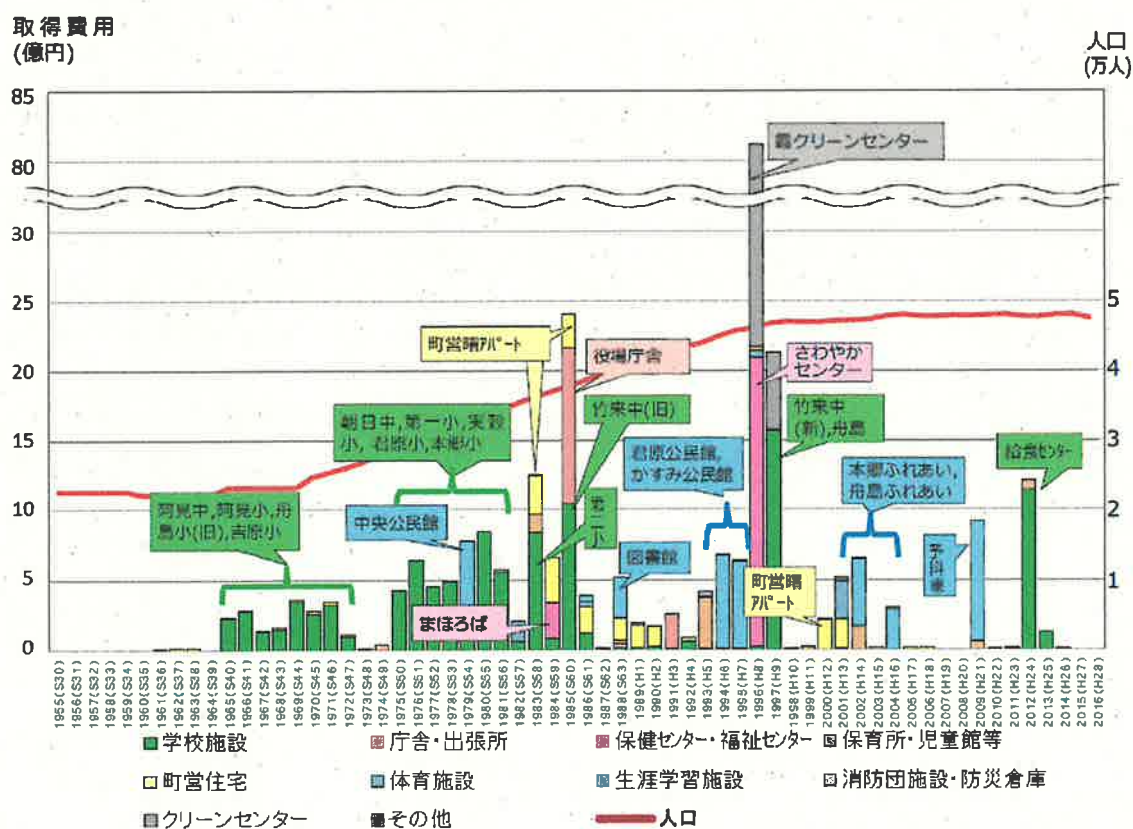 取得費用
(億円)
人口
(万人)
85
80
30
25
20
15
10
5
0
5
4
3
2
1
霞クリーンセンター
町営曙アパート
役場庁舎
さわやか
センター
朝日中,第一小,実穀
小,君原小,本郷小
竹来中(旧)
竹来中
(新),舟島
君原公民館,
かすみ公民館
本郷ふれあい,
舟島ふれあい
給食センター
阿見中,阿見小,舟
島小(旧),吉原小
中央公民館
第二小
図書館
予科連
町営曙
アパート
まほろば
1955(S30)
1956(S31)
1957(S32)
1958(S33)
1959(S34)
1960(S35)
1961(S36)
1962(S37)
1963(S38)
1964(S39)
1965(S40)
1966(S41)
1967(S42)
1968(S43)
1969(S44)
1970(S45)
1971(S46)
1972(S47)
1973(S48)
1974(S49)
1975(S50)
1976(S51)
1977(S52)
1978(S53)
1979(S54)
1980(S55)
1981(S56)
1982(S57)
1983(S58)
1984(S59)
1985(S60)
1986(S61)
1987(S62)
1988(S63)
1989(H1)
1990(H2)
1991(H3)
1992(H4)
1993(H5)
1994(H6)
1995(H7)
1996(H8)
1997(H9)
1998(H10)
1999(H11)
2000(H12)
2001(H13)
2002(H14)
2003(H15)
2004(H16)
2005(H17)
2006(H18)
2007(H19)
2008(H20)
2009(H21)
2010(H22)
2011(H23)
2012(H24)
2013(H25)
2014(H26)
2015(H27)
2016(H28)
学校施設
庁舎・出張所
保健センター・福祉センター
保育所・児童館等
町営住宅
体育施設
生涯学習施設
消防団施設・防災倉庫
クリーンセンター
その他
人口